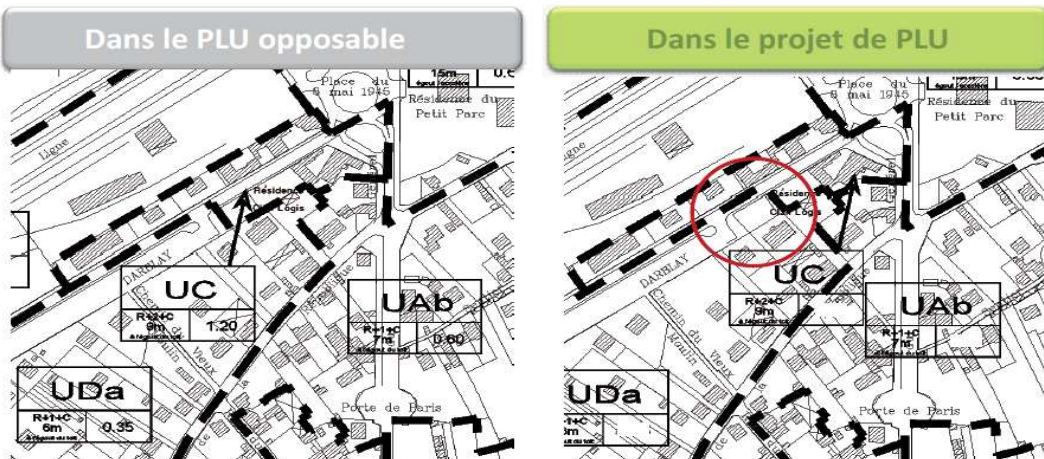 Dans le PLU opposable
15m
Place du
8 mai 1945
Résidence du
Petit Parc
Ligne
Résidence
Logis
DARBLAY
UC
R+2+C
9m
1.20
Chemin du Vieux
UAb
R+1+C
7m
0.60
UDa
R+1+C
6m
0.35
Porte de Paris
Dans le projet de PLU
Place du
8 mai 1945
Résidence du
Petit Parc
Logis
DARBLAY
UC
R+2+C
9m
Chemin du Vieux
Moulin
UAb
R+1+C
7m
UDa
Porte de Paris